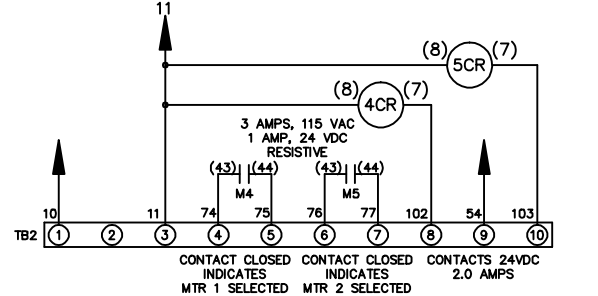 11
(8) 5CR (7)
(8) 4CR (7)
3 AMPS, 115 VAC
1 AMP, 24 VDC
RESISTIVE
(43) (44) (43) (44)
M4 M5
10 11 74 75 76 77 102 54 103
TB2 1 2 3 4 5 6 7 8 9 10
CONTACT CLOSED CONTACT CLOSED CONTACTS 24VDC
INDICATES INDICATES 2.0 AMPS
MTR 1 SELECTED MTR 2 SELECTED